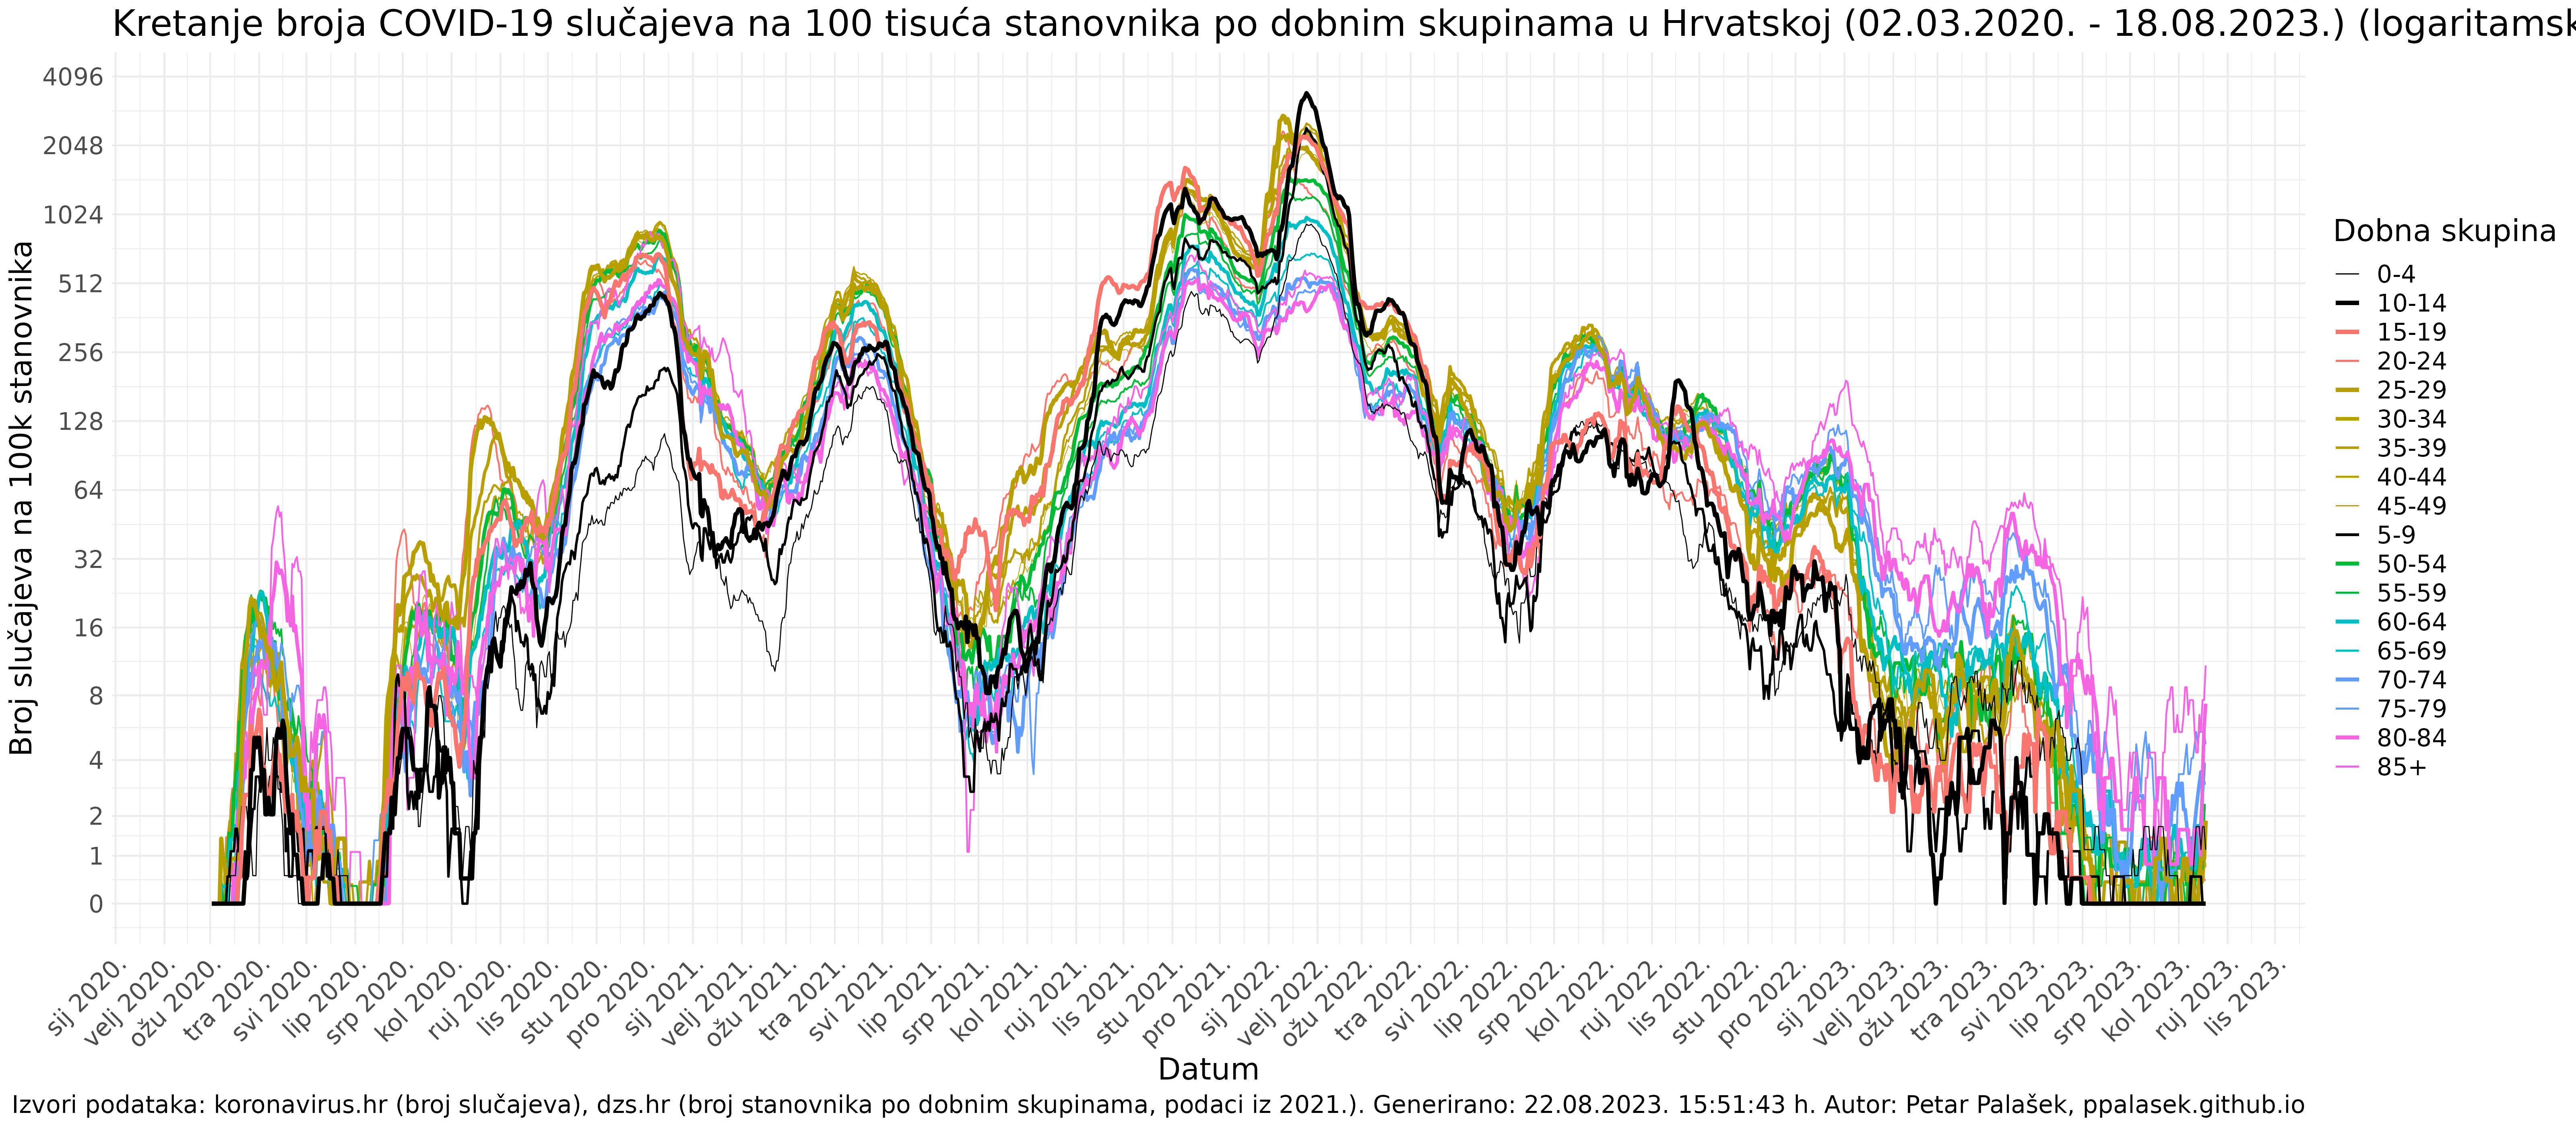 Kretanje broja COVID-19 slučajeva na 100 tisuća stanovnika po dobnim skupinama u Hrvatskoj (02.03.2020. - 18.08.2023.) (logaritamsk
Broj slučajeva na 100k stanovnika
4096
2048
1024
512
256
128
64
32
16
8
4
2
1
0
Dobna skupina
0-4
10-14
15-19
20-24
25-29
30-34
35-39
40-44
45-49
5-9
50-54
55-59
60-64
65-69
70-74
75-79
80-84
85+
sij 2020.
velj 2020.
ožu 2020.
tra 2020.
svi 2020.
lip 2020.
srp 2020.
kol 2020.
ruj 2020.
lis 2020.
stu 2020.
pro 2020.
sij 2021.
velj 2021.
ožu 2021.
tra 2021.
svi 2021.
lip 2021.
srp 2021.
kol 2021.
ruj 2021.
lis 2021.
stu 2021.
pro 2021.
sij 2022.
velj 2022.
ožu 2022.
tra 2022.
svi 2022.
lip 2022.
srp 2022.
kol 2022.
ruj 2022.
lis 2022.
stu 2022.
pro 2022.
sij 2023.
velj 2023.
ožu 2023.
tra 2023.
svi 2023.
lip 2023.
srp 2023.
kol 2023.
ruj 2023.
lis 2023.
Datum
Izvori podataka: koronavirus.hr (broj slučajeva), dzs.hr (broj stanovnika po dobnim skupinama, podaci iz 2021.). Generirano: 22.08.2023. 15:51:43 h. Autor: Petar Palašek, ppalasek.github.io